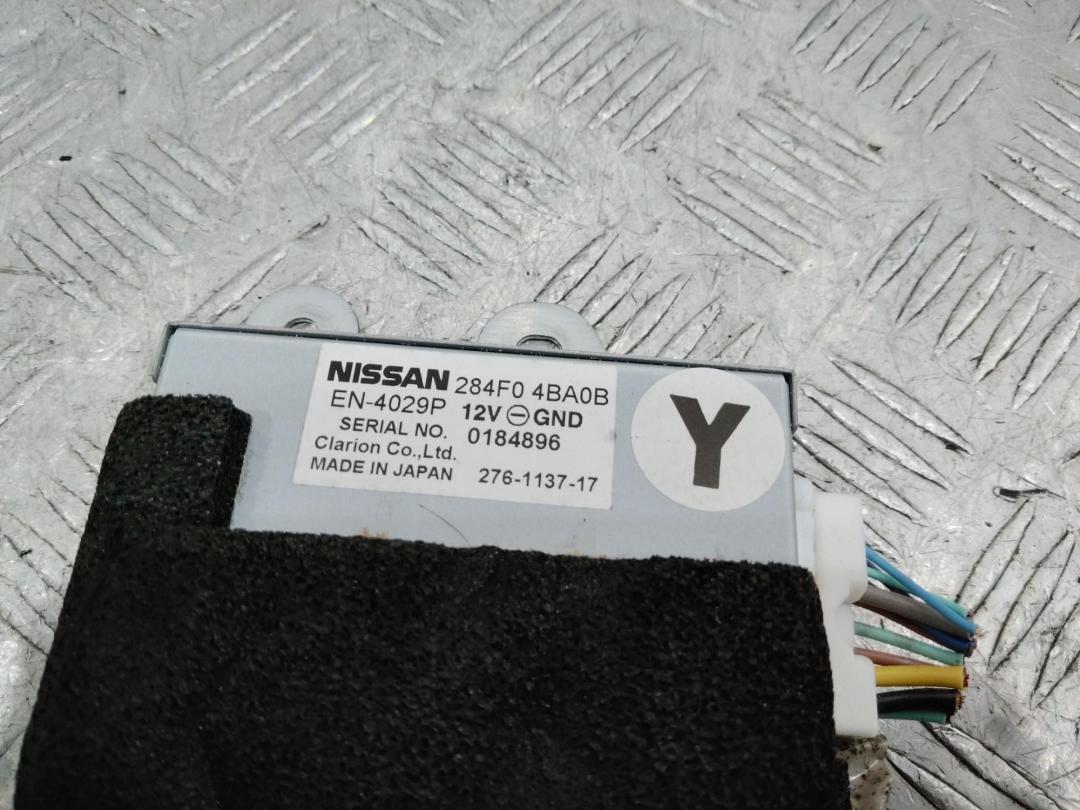 NISSAN 284F0 4BA0B
EN-4029P 12V ⊖ GND
SERIAL NO. 0184896
Clarion Co.,Ltd.
MADE IN JAPAN 276-1137-17
Y